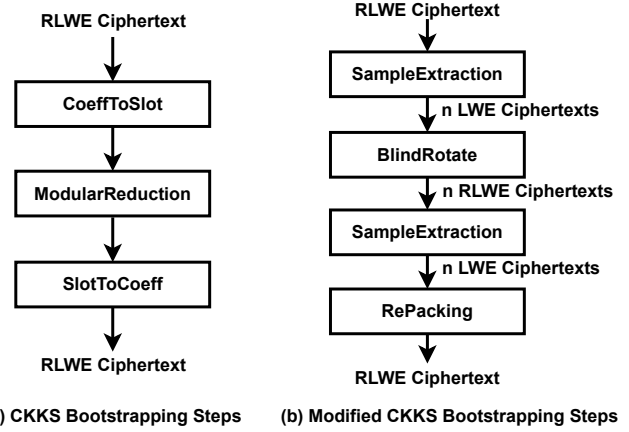 RLWE Ciphertext
CoeffToSlot
ModularReduction
SlotToCoeff
RLWE Ciphertext
) CKKS Bootstrapping Steps
RLWE Ciphertext
SampleExtraction
n LWE Ciphertexts
BlindRotate
n RLWE Ciphertexts
SampleExtraction
n LWE Ciphertexts
RePacking
RLWE Ciphertext
(b) Modified CKKS Bootstrapping Steps